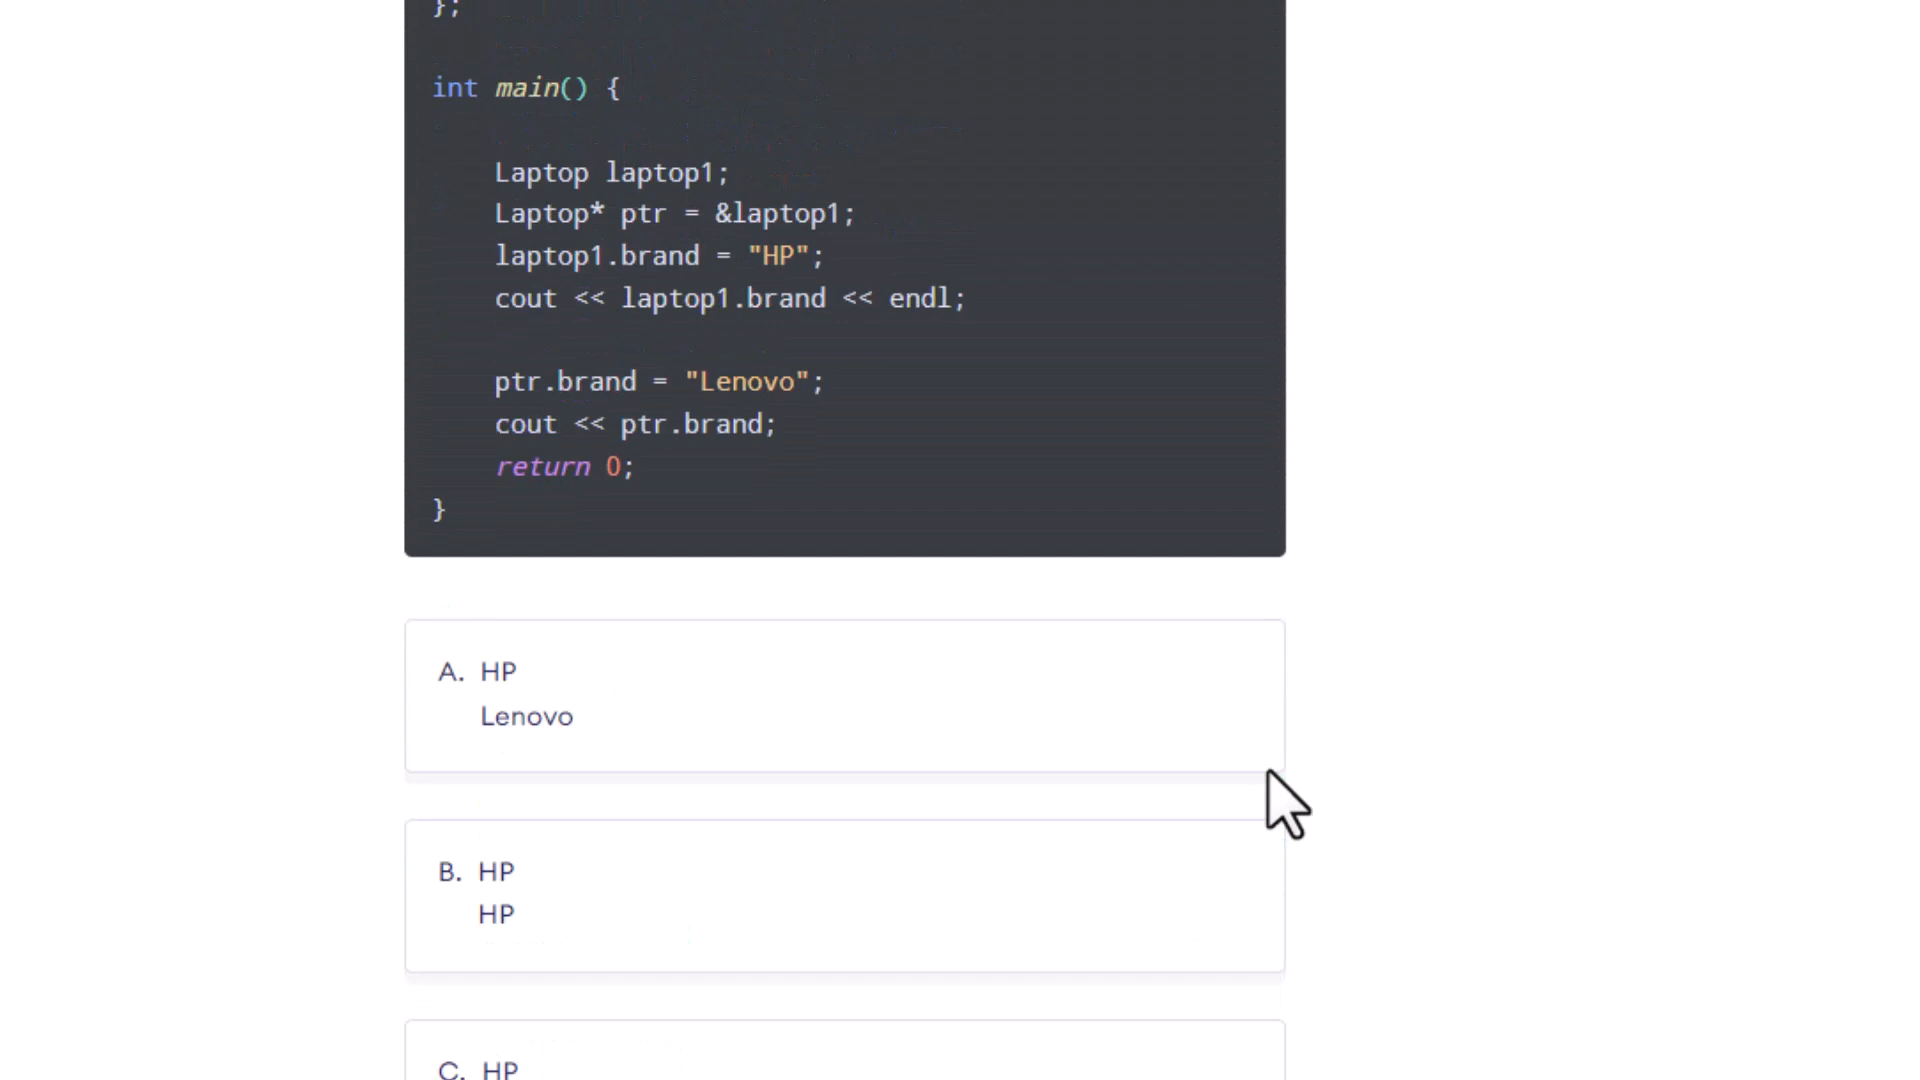 };
int main() {
Laptop laptop1;
Laptop* ptr = &laptop1;
laptop1.brand = "HP";
cout << laptop1.brand << endl;
ptr.brand = "Lenovo";
cout << ptr.brand;
return 0;
}
A. HP
Lenovo
B. HP
HP
C. HP